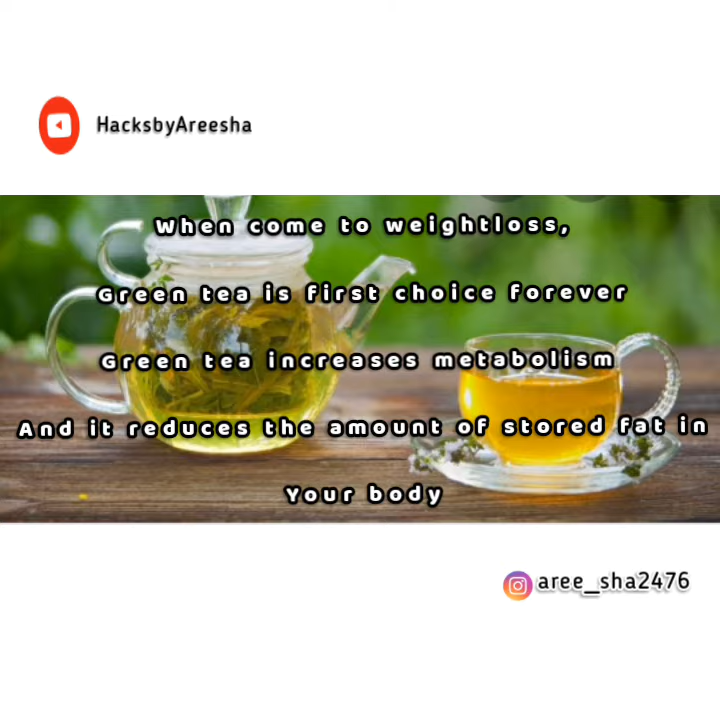 HacksbyAreesha
When come to weightloss,
Green tea is first choice forever
Green tea increases metabolism
And it reduces the amount of stored fat in
Your body
aree_sha2476